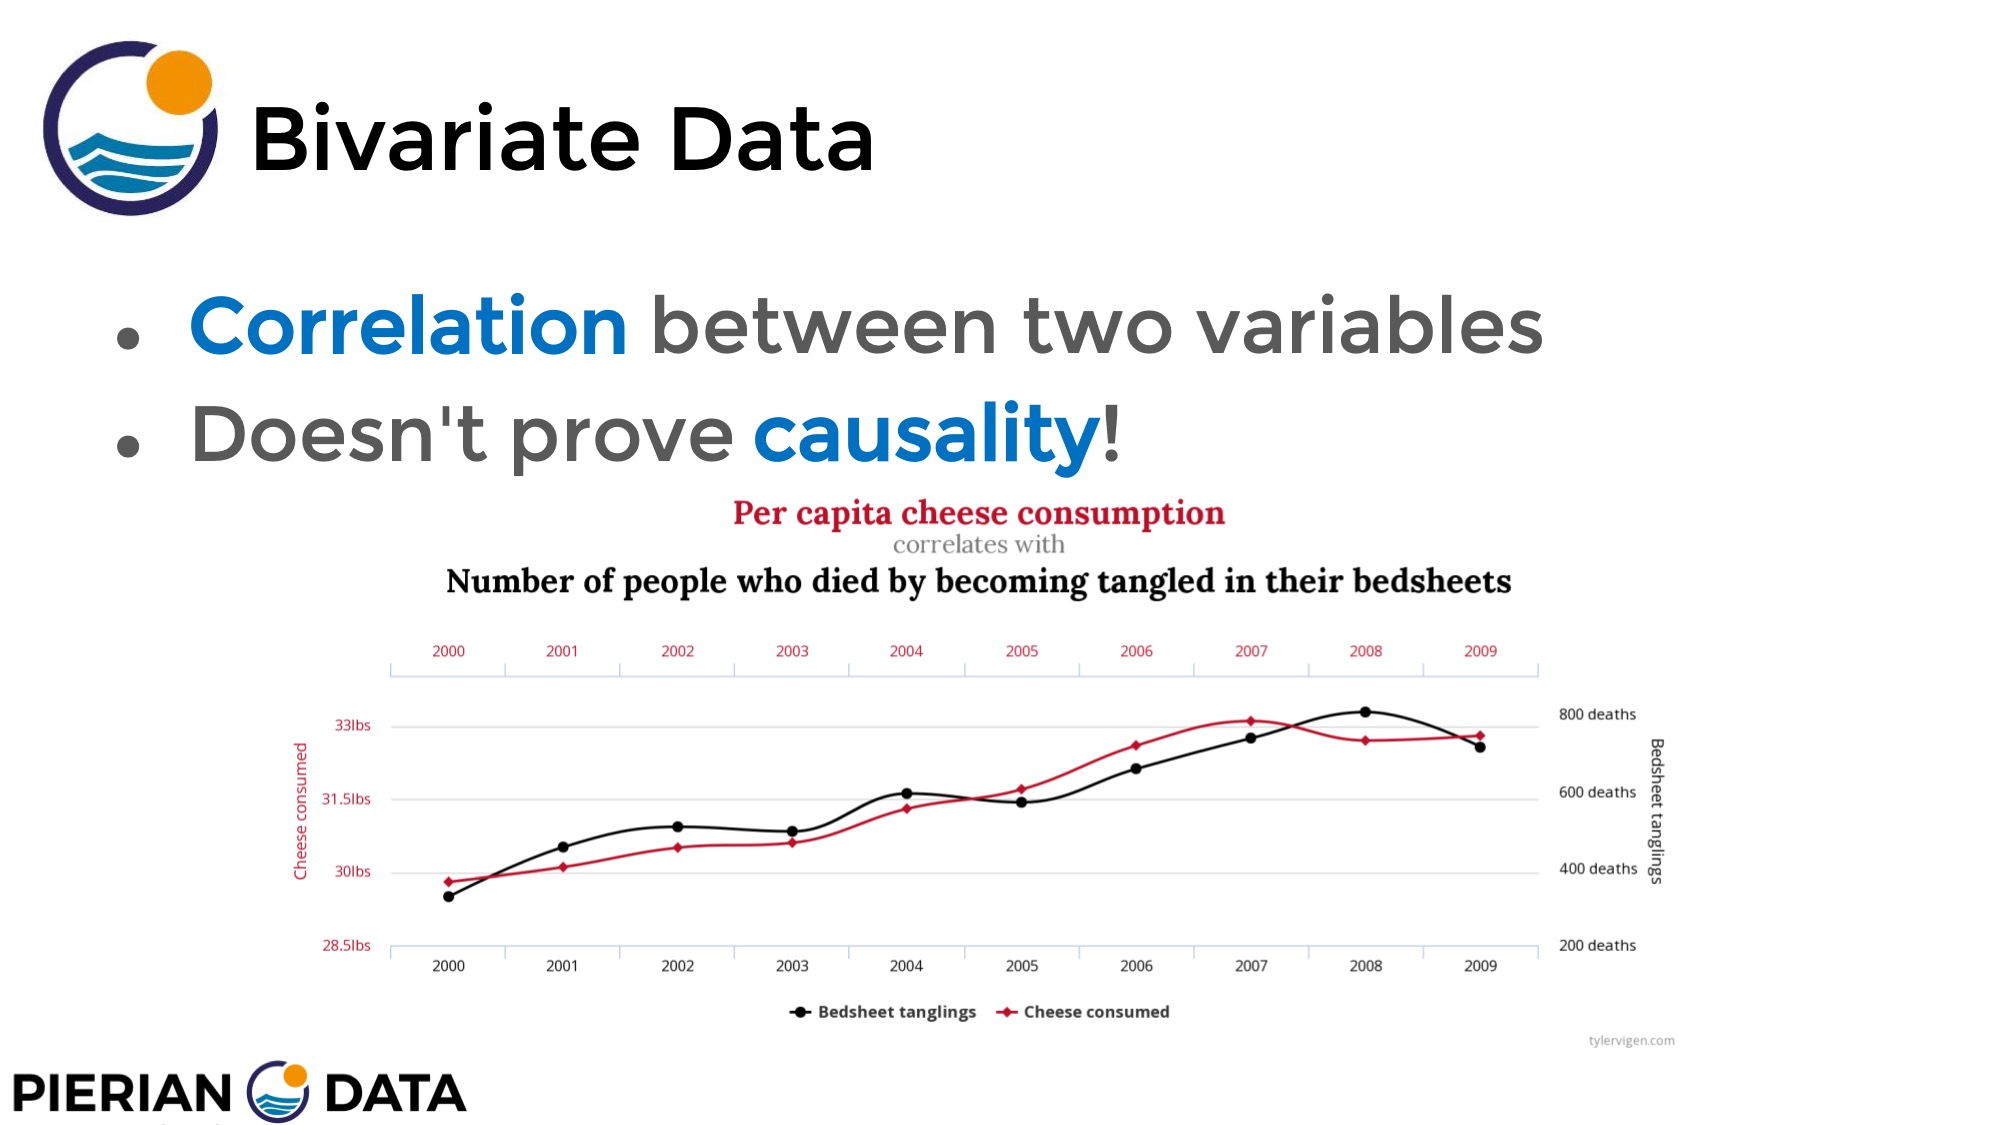 Bivariate Data
• Correlation between two variables
• Doesn't prove causality!
Per capita cheese consumption
correlates with
Number of people who died by becoming tangled in their bedsheets
2000 2001 2002 2003 2004 2005 2006 2007 2008 2009
33lbs
31.5lbs
30lbs
28.5lbs
Cheese consumed
800 deaths
600 deaths
400 deaths
200 deaths
Bedsheet tanglings
2000 2001 2002 2003 2004 2005 2006 2007 2008 2009
Bedsheet tanglings Cheese consumed
tylervigen.com
PIERIAN DATA